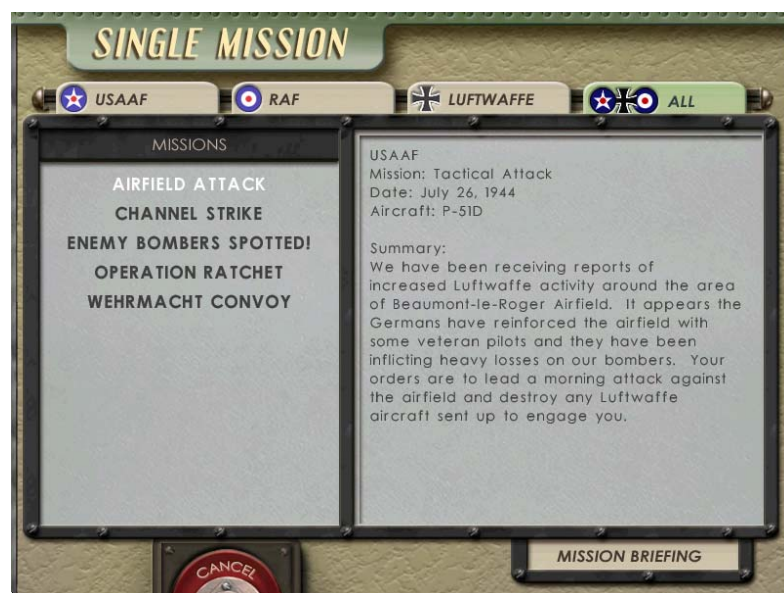 SINGLE MISSION
USAAF
RAF
LUFTWAFFE
ALL
MISSIONS
AIRFIELD ATTACK
CHANNEL STRIKE
ENEMY BOMBERS SPOTTED!
OPERATION RATCHET
WEHRMACHT CONVOY
USAAF
Mission: Tactical Attack
Date: July 26, 1944
Aircraft: P-51D
Summary:
We have been receiving reports of
increased Luftwaffe activity around the area
of Beaumont-le-Roger Airfield. It appears the
Germans have reinforced the airfield with
some veteran pilots and they have been
inflicting heavy losses on our bombers. Your
orders are to lead a morning attack against
the airfield and destroy any Luftwaffe
aircraft sent up to engage you.
MISSION BRIEFING
CANCEL